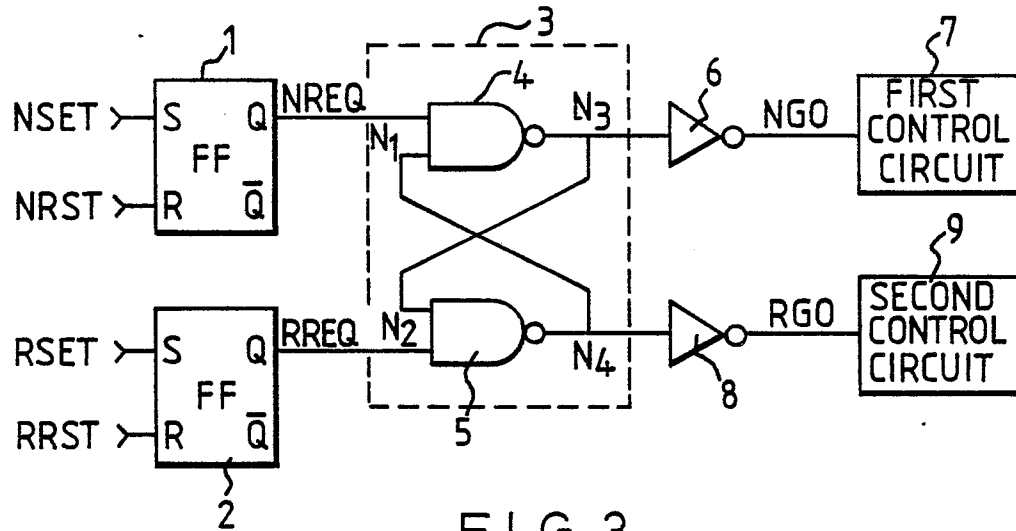 1
NSET
S
Q
FF
NRST
R
Q̅
NREQ
3
4
N1
N3
6
NGO
7
FIRST
CONTROL
CIRCUIT
RSET
S
Q
FF
RRST
R
Q̅
2
RREQ
N2
N4
5
8
RGO
9
SECOND
CONTROL
CIRCUIT
FIG.3